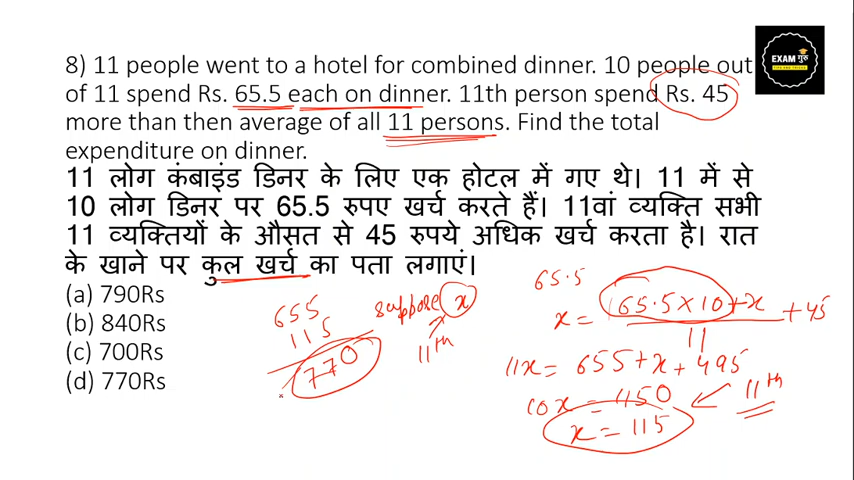 8) 11 people went to a hotel for combined dinner. 10 people out
of 11 spend Rs. 65.5 each on dinner. 11th person spend Rs. 45
more than then average of all 11 persons. Find the total
expenditure on dinner.
11 लोग कंबाइंड डिनर के लिए एक होटल में गए थे। 11 में से
10 लोग डिनर पर 65.5 रुपए खर्च करते हैं। 11वां व्यक्ति सभी
11 व्यक्तियों के औसत से 45 रुपये अधिक खर्च करता है। रात
के खाने पर कुल खर्च का पता लगाएं।
(a) 790Rs
(b) 840Rs
(c) 700Rs
(d) 770Rs
655
115
770
suppose x
11th
65.5
x = 65.5 x 10 + x
11
+ 45
11x = 655 + x + 495
10x = 1150
x = 115
11th
EXAM गुरु